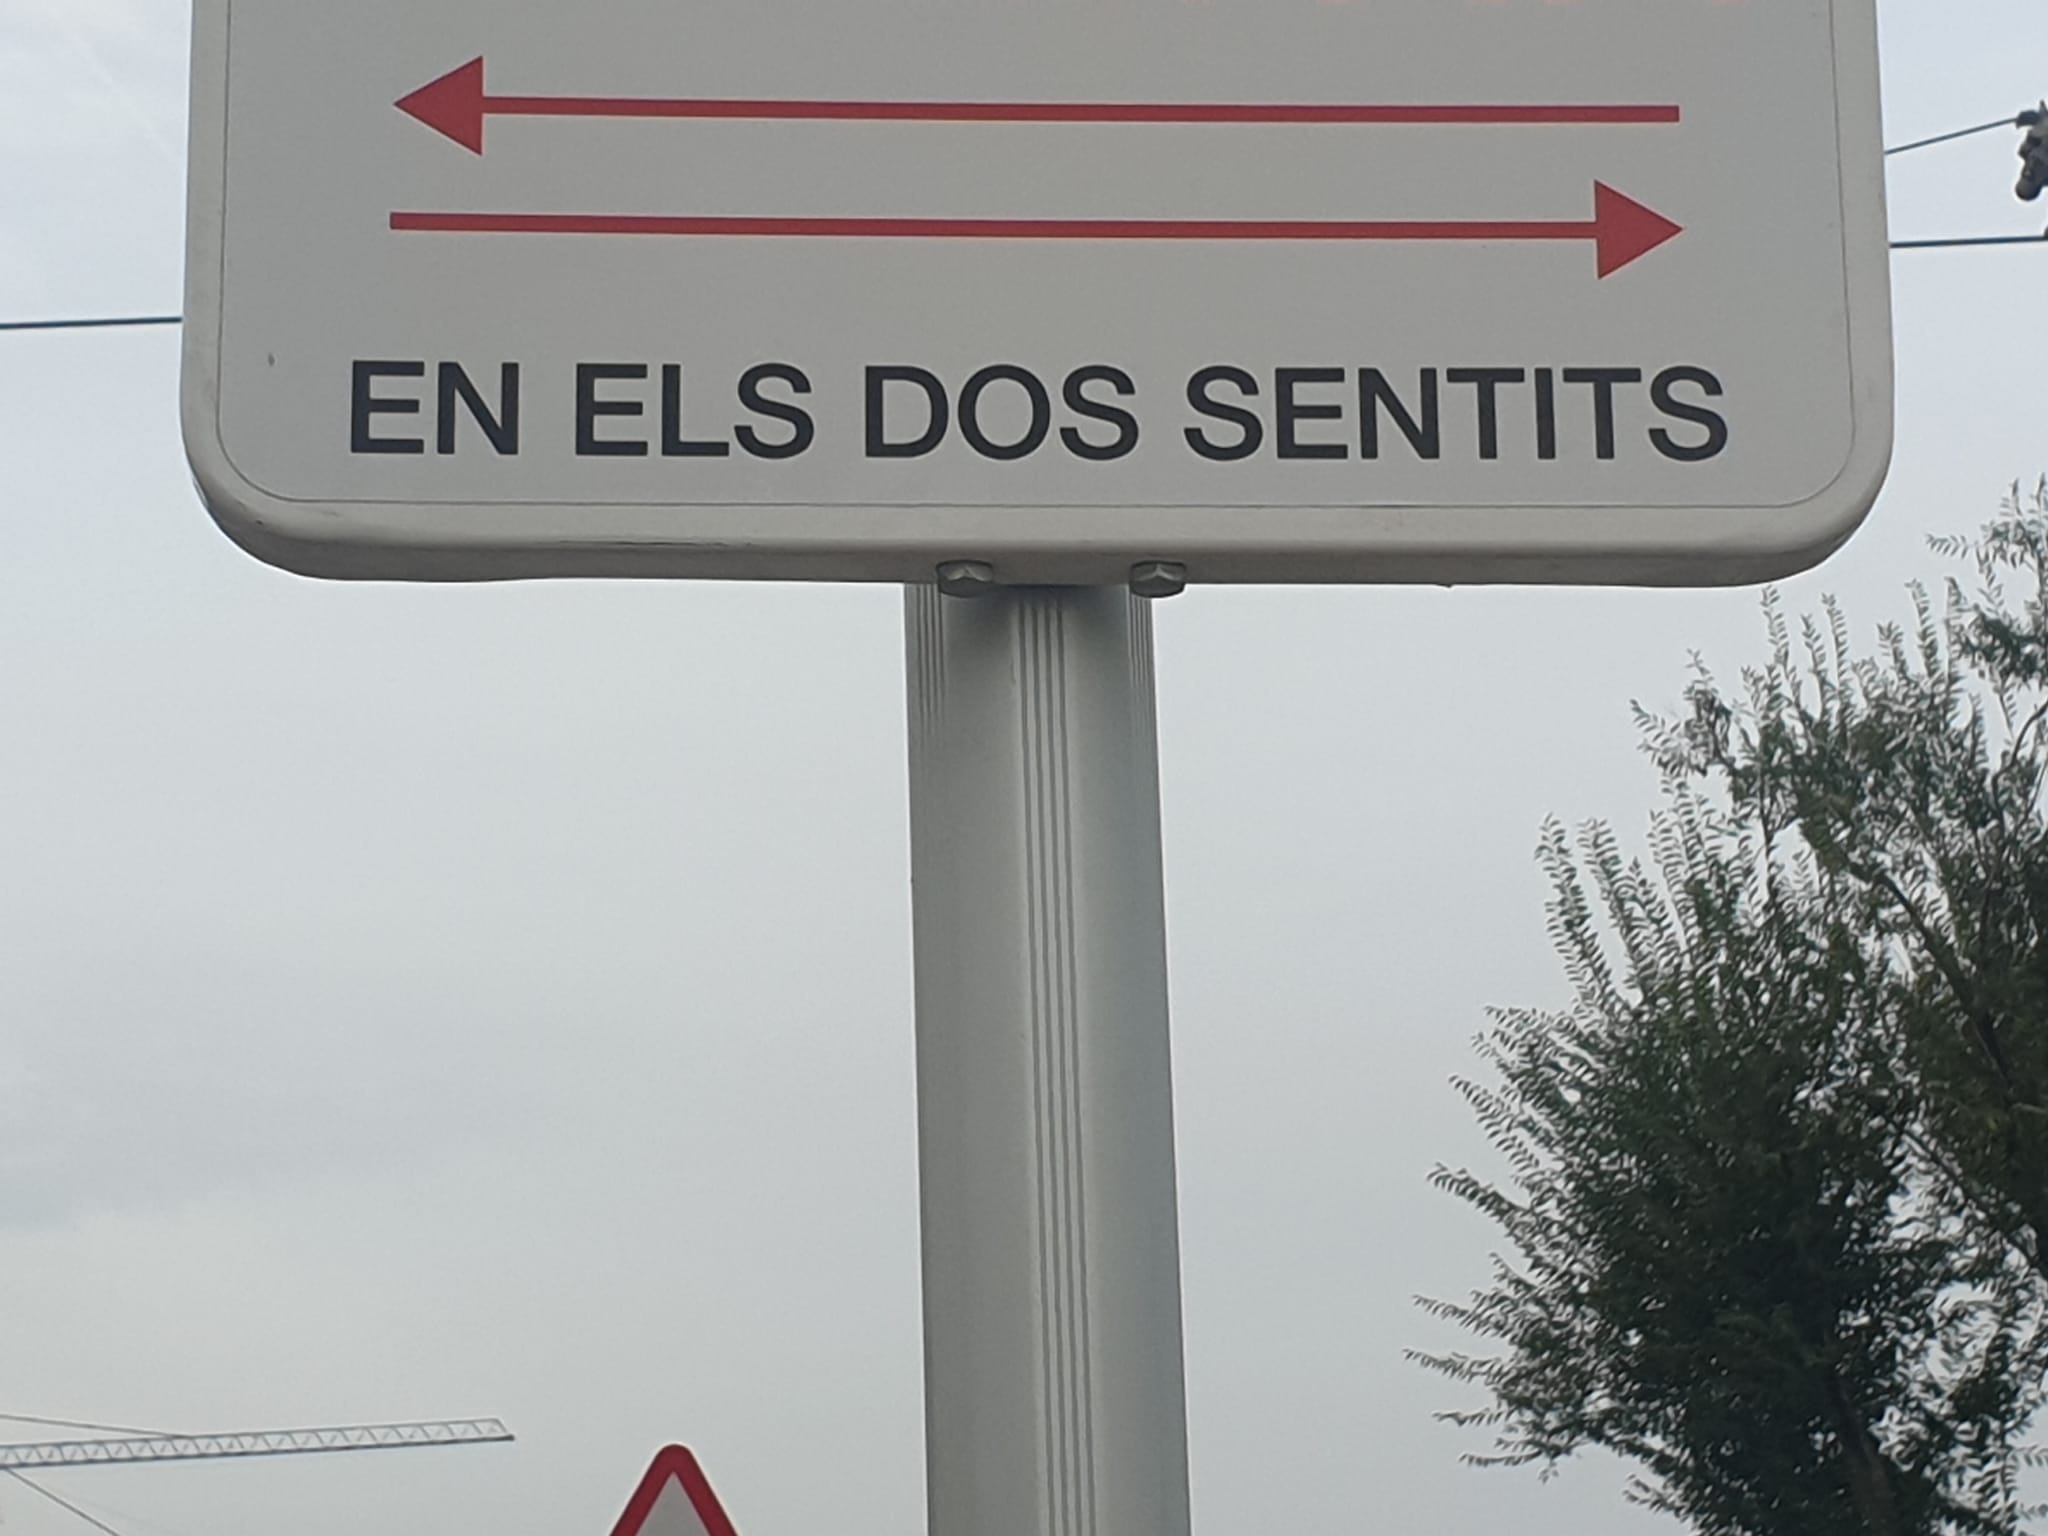 EN ELS DOS SENTITS